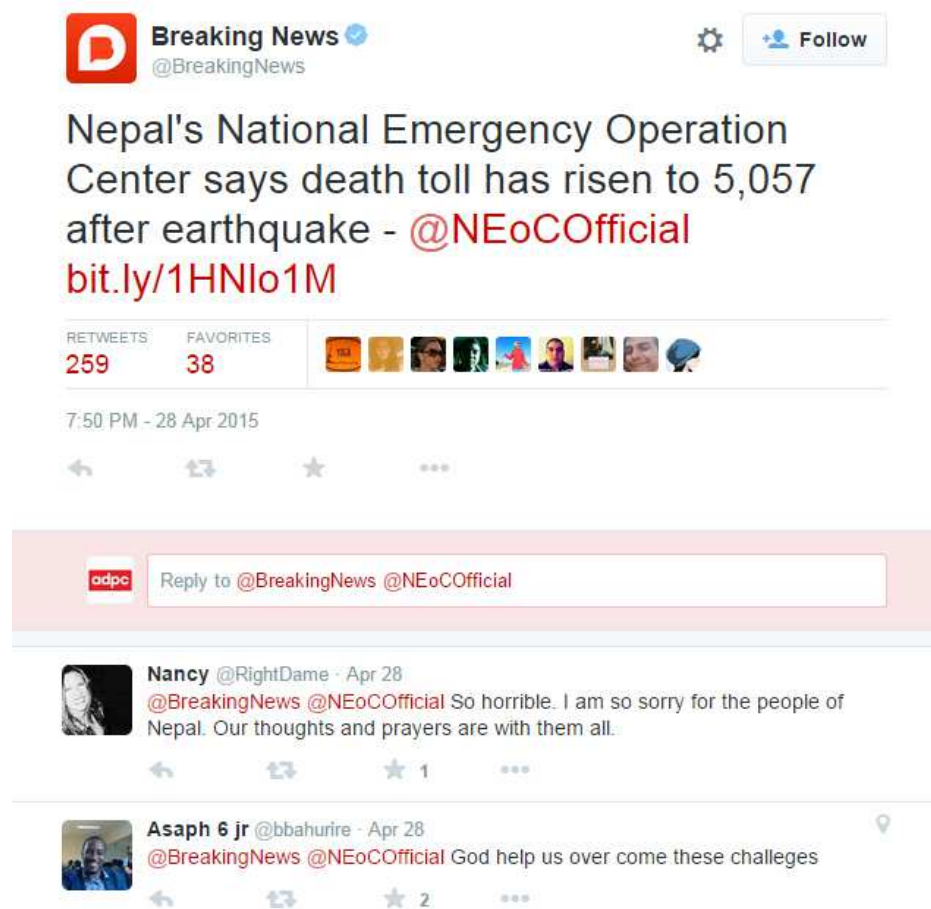 Breaking News
@BreakingNews
Follow
Nepal's National Emergency Operation
Center says death toll has risen to 5,057
after earthquake - @NEoCOfficial
bit.ly/1HNlo1M
RETWEETS
259
FAVORITES
38
7:50 PM - 28 Apr 2015
adpc
Reply to @BreakingNews @NEoCOfficial
Nancy @RightDame · Apr 28
@BreakingNews @NEoCOfficial So horrible. I am so sorry for the people of
Nepal. Our thoughts and prayers are with them all.
1
Asaph 6 jr @bbahurire · Apr 28
@BreakingNews @NEoCOfficial God help us over come these challeges
2